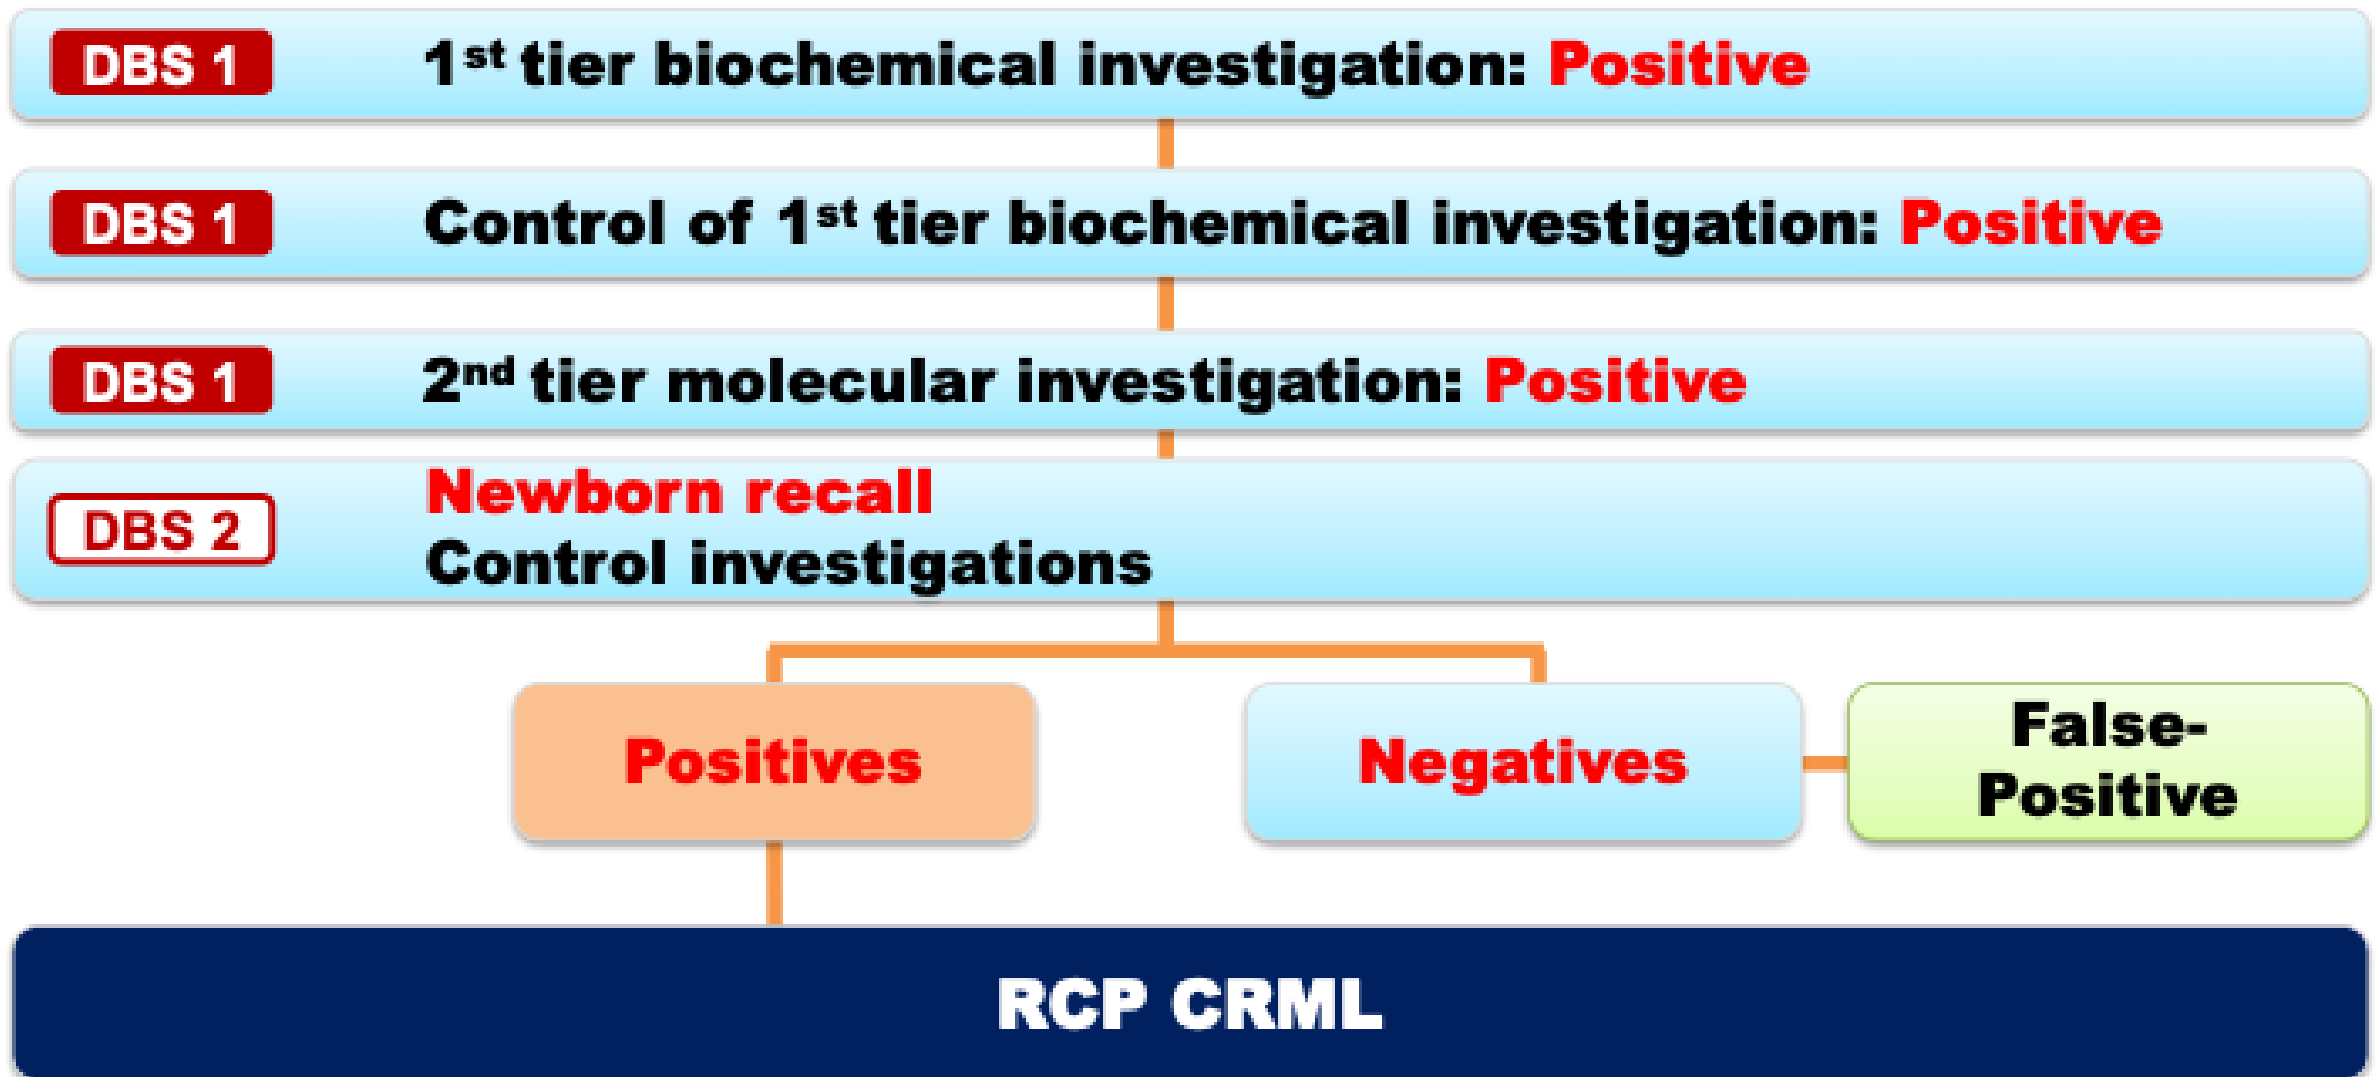 DBS 1 1st tier biochemical investigation: Positive
DBS 1 Control of 1st tier biochemical investigation: Positive
DBS 1 2nd tier molecular investigation: Positive
DBS 2 Newborn recall
Control investigations
Positives
Negatives
False-
Positive
RCP CRML